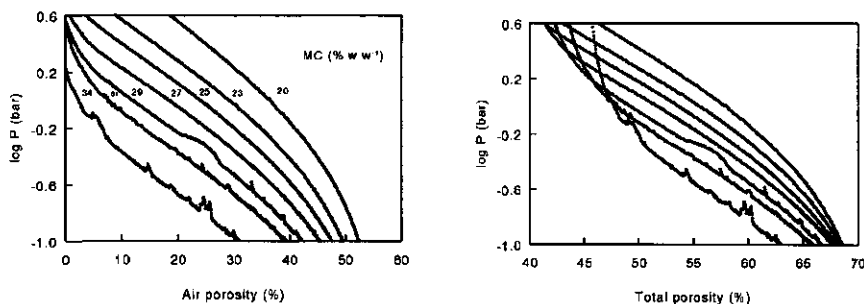 0.6
0.2
-0.2
-0.6
-1.0
log P (bar)
MC (% w w⁻¹)
34 31 29 27 25 23 20
0 10 20 30 40 50 60
Air porosity (%)
0.6
0.2
-0.2
-0.6
-1.0
log P (bar)
40 45 50 55 60 65 70
Total porosity (%)